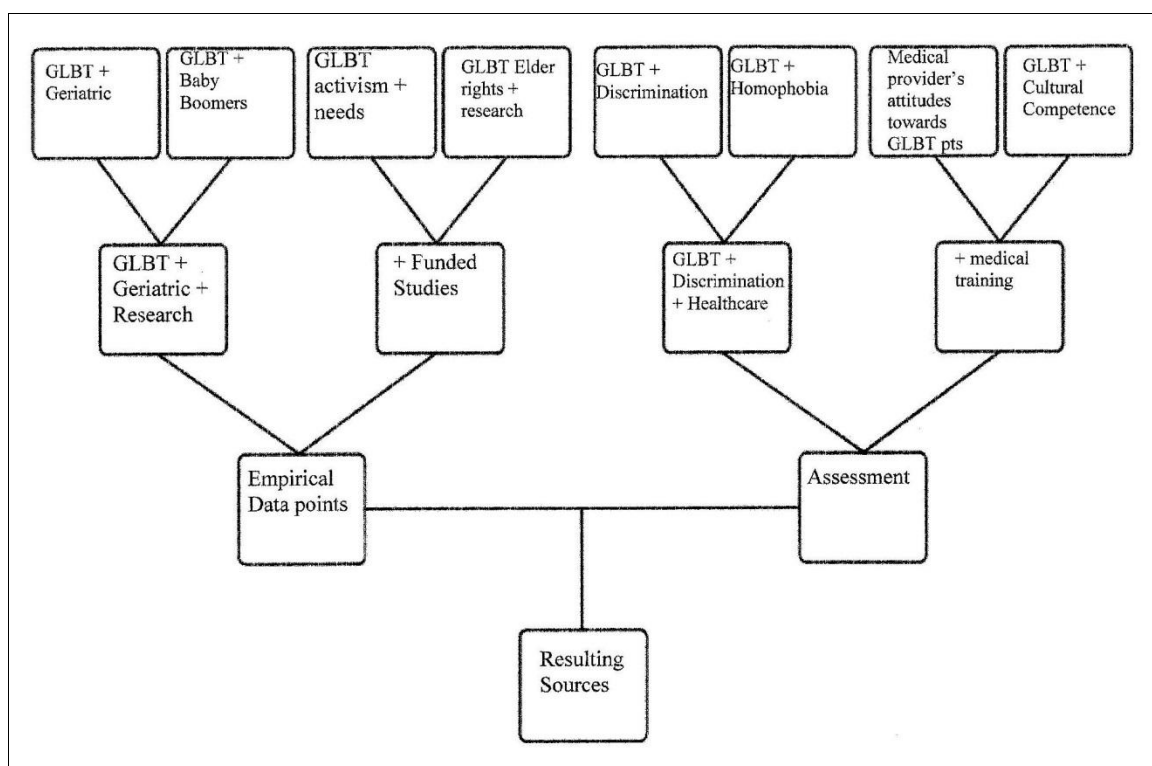 GLBT +
Geriatric
GLBT +
Baby
Boomers
GLBT
activism +
needs
GLBT Elder
rights +
research
GLBT +
Discrimination
GLBT +
Homophobia
Medical
provider's
attitudes
towards
GLBT pts
GLBT +
Cultural
Competence
GLBT +
Geriatric +
Research
+ Funded
Studies
GLBT +
Discrimination
+ Healthcare
+ medical
training
Empirical
Data points
Assessment
Resulting
Sources